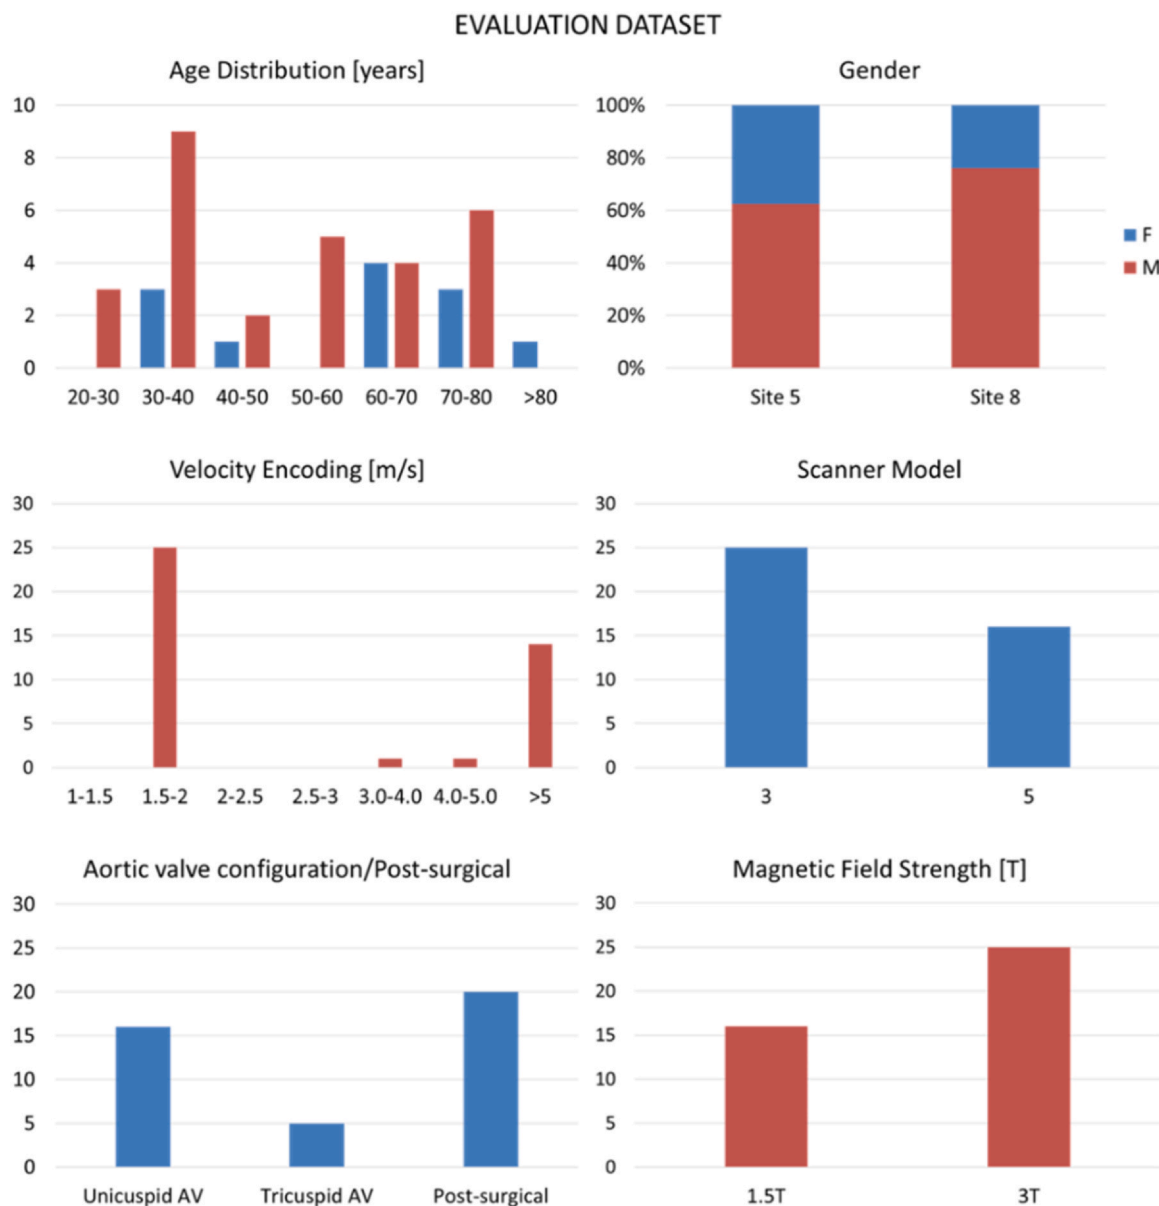 EVALUATION DATASET
Age Distribution [years]
10
8
6
4
2
0
20-30 30-40 40-50 50-60 60-70 70-80 >80
Gender
100%
80%
60%
40%
20%
0%
Site 5 Site 8
F
M
Velocity Encoding [m/s]
30
25
20
15
10
5
0
1-1.5 1.5-2 2-2.5 2.5-3 3.0-4.0 4.0-5.0 >5
Scanner Model
30
25
20
15
10
5
0
3 5
Aortic valve configuration/Post-surgical
30
25
20
15
10
5
0
Unicuspid AV Tricuspid AV Post-surgical
Magnetic Field Strength [T]
30
25
20
15
10
5
0
1.5T 3T